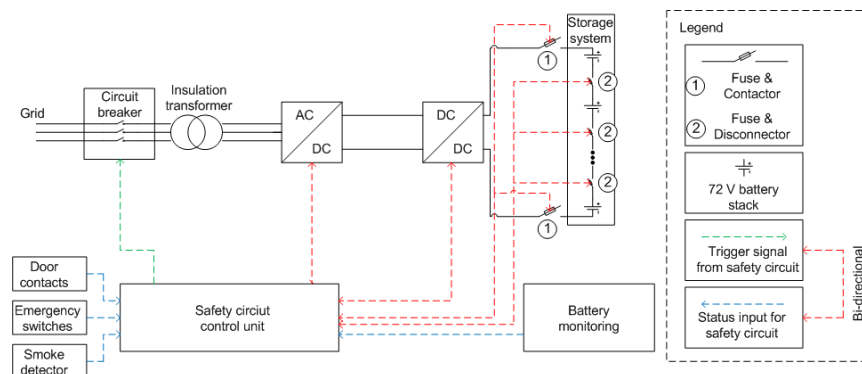 Storage
system
Legend
1
Grid
Circuit
breaker
Insulation
transformer
AC
DC
DC
DC
2
2
2
1
1
Fuse &
Contactor
2
Fuse &
Disconnector
72 V battery
stack
Trigger signal
from safety circuit
Status input for
safety circuit
Bi-directional
Door
contacts
Emergency
switches
Smoke
detector
Safety circiut
control unit
Battery
monitoring